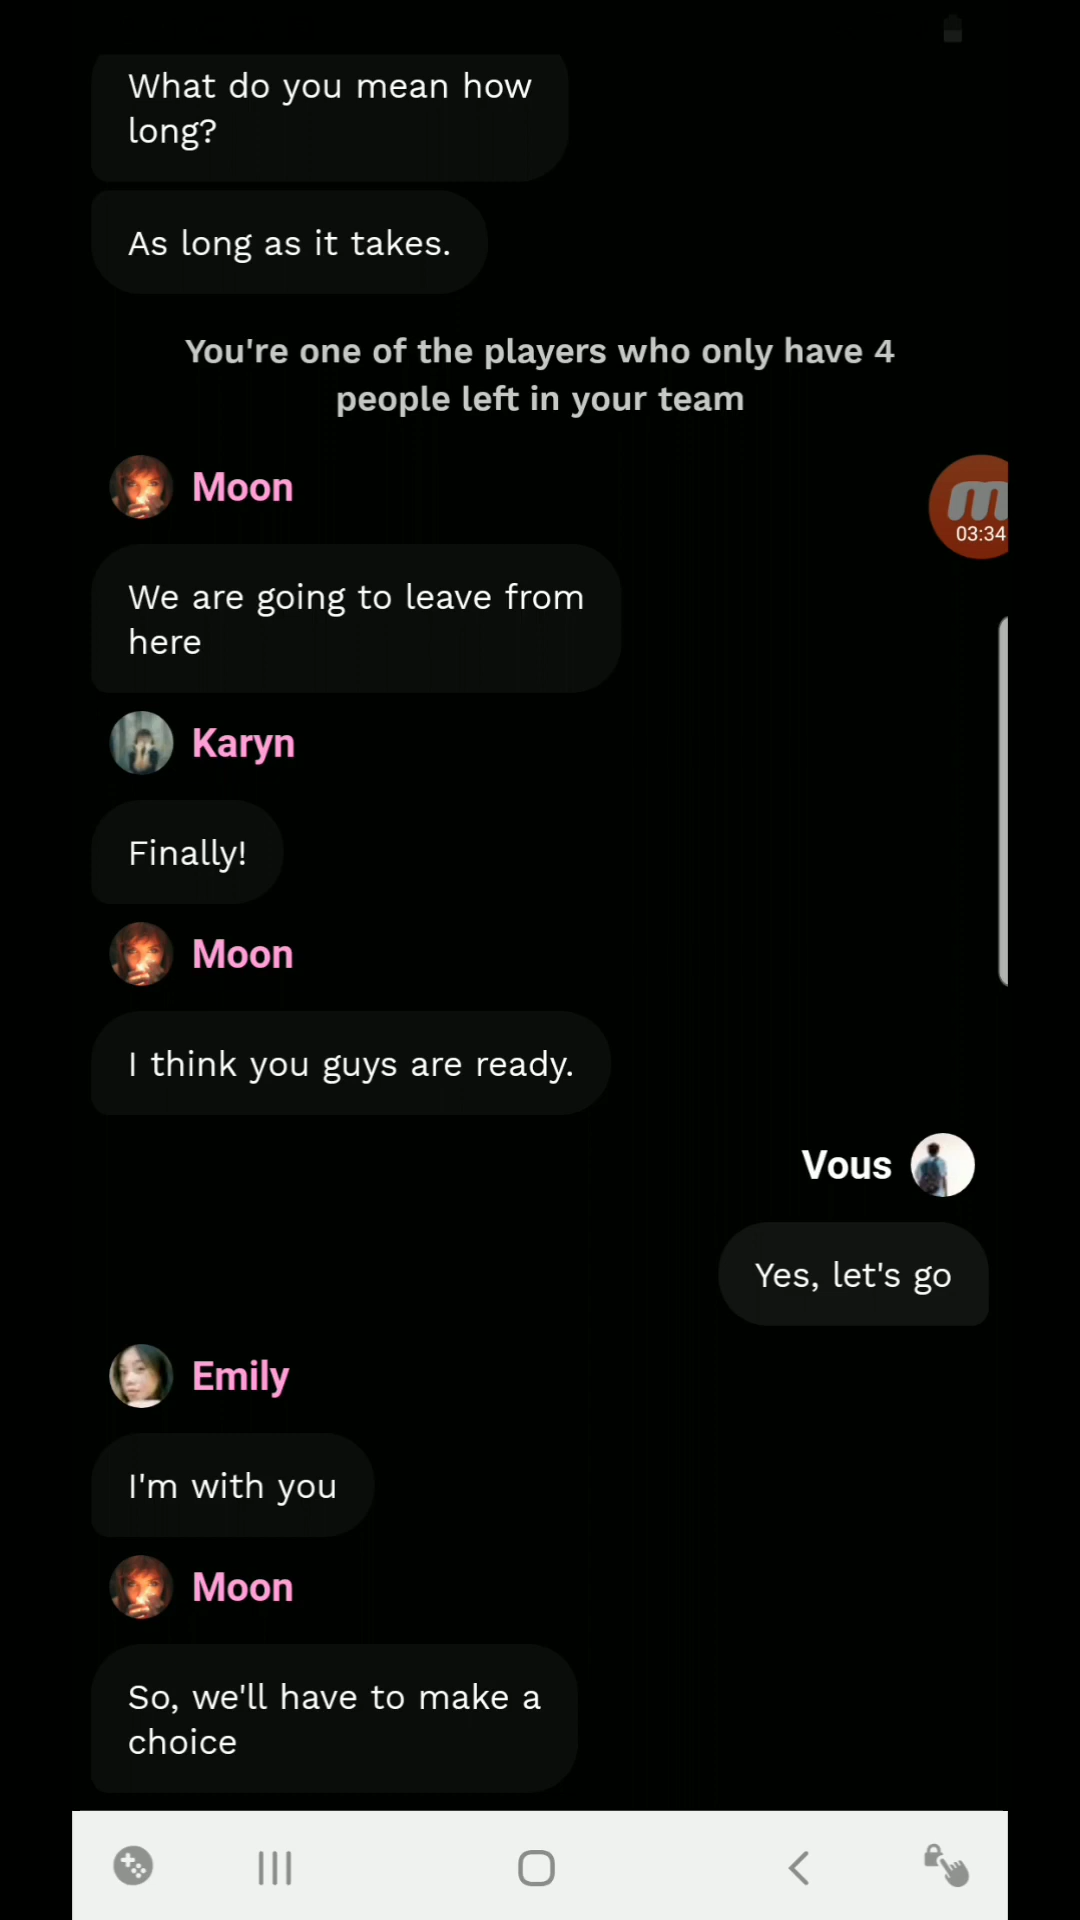 What do you mean how
long?
As long as it takes.
You're one of the players who only have 4
people left in your team
Moon
03:34
We are going to leave from
here
Karyn
Finally!
Moon
I think you guys are ready.
Vous
Yes, let's go
Emily
I'm with you
Moon
So, we'll have to make a
choice